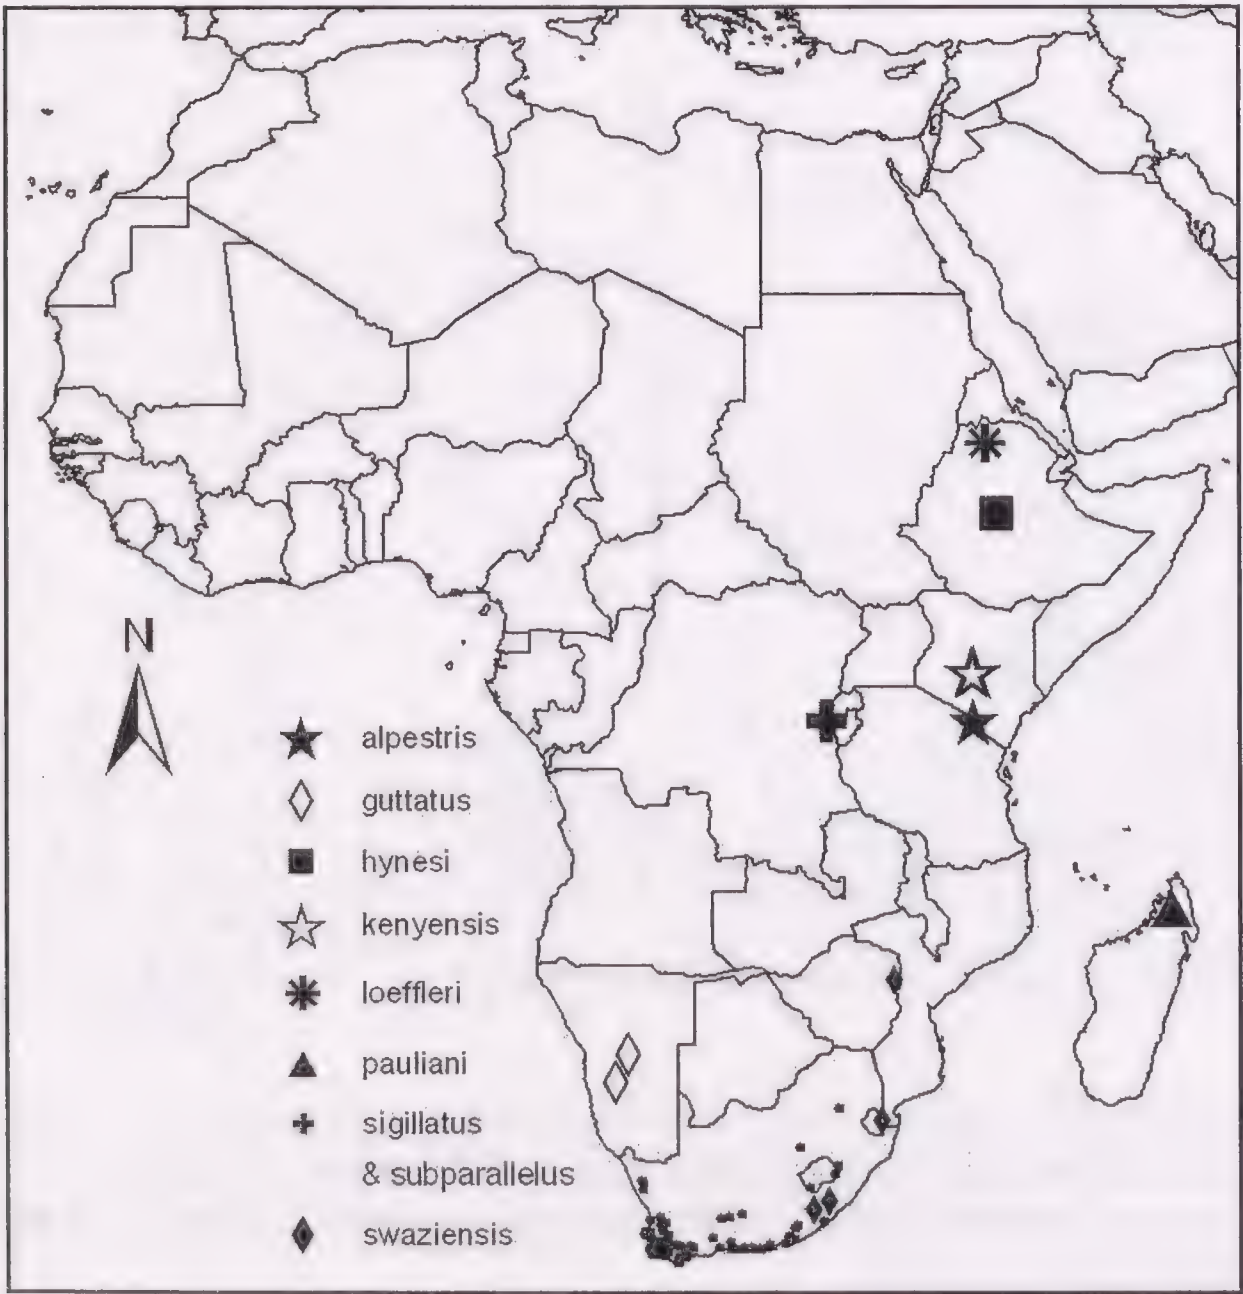 N
alpestris
guttatus
hynesi
kenyensis
loeffleri
pauliani
sigillatus
& subparallelus
swaziensis